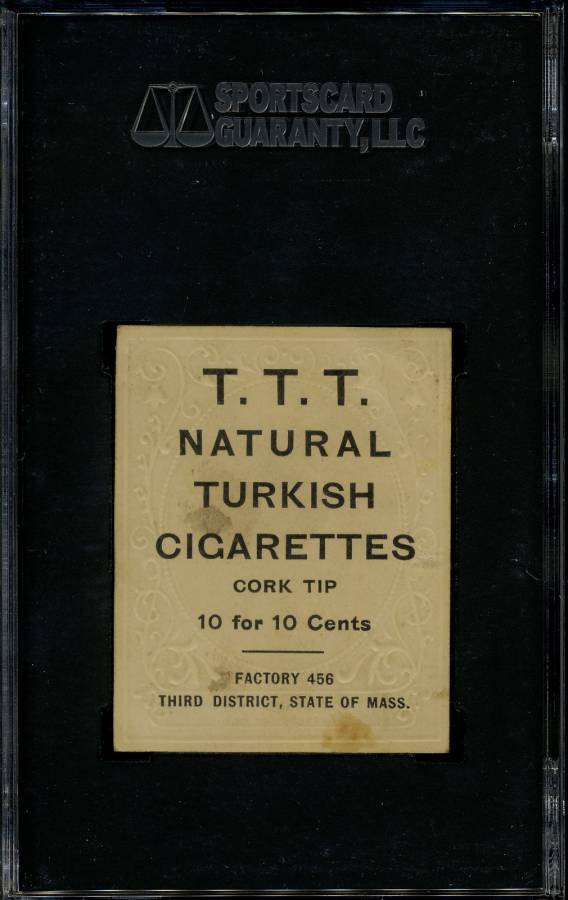 SPORTSCARD
GUARANTY, LLC
T. T. T.
NATURAL
TURKISH
CIGARETTES
CORK TIP
10 for 10 Cents
FACTORY 456
THIRD DISTRICT, STATE OF MASS.